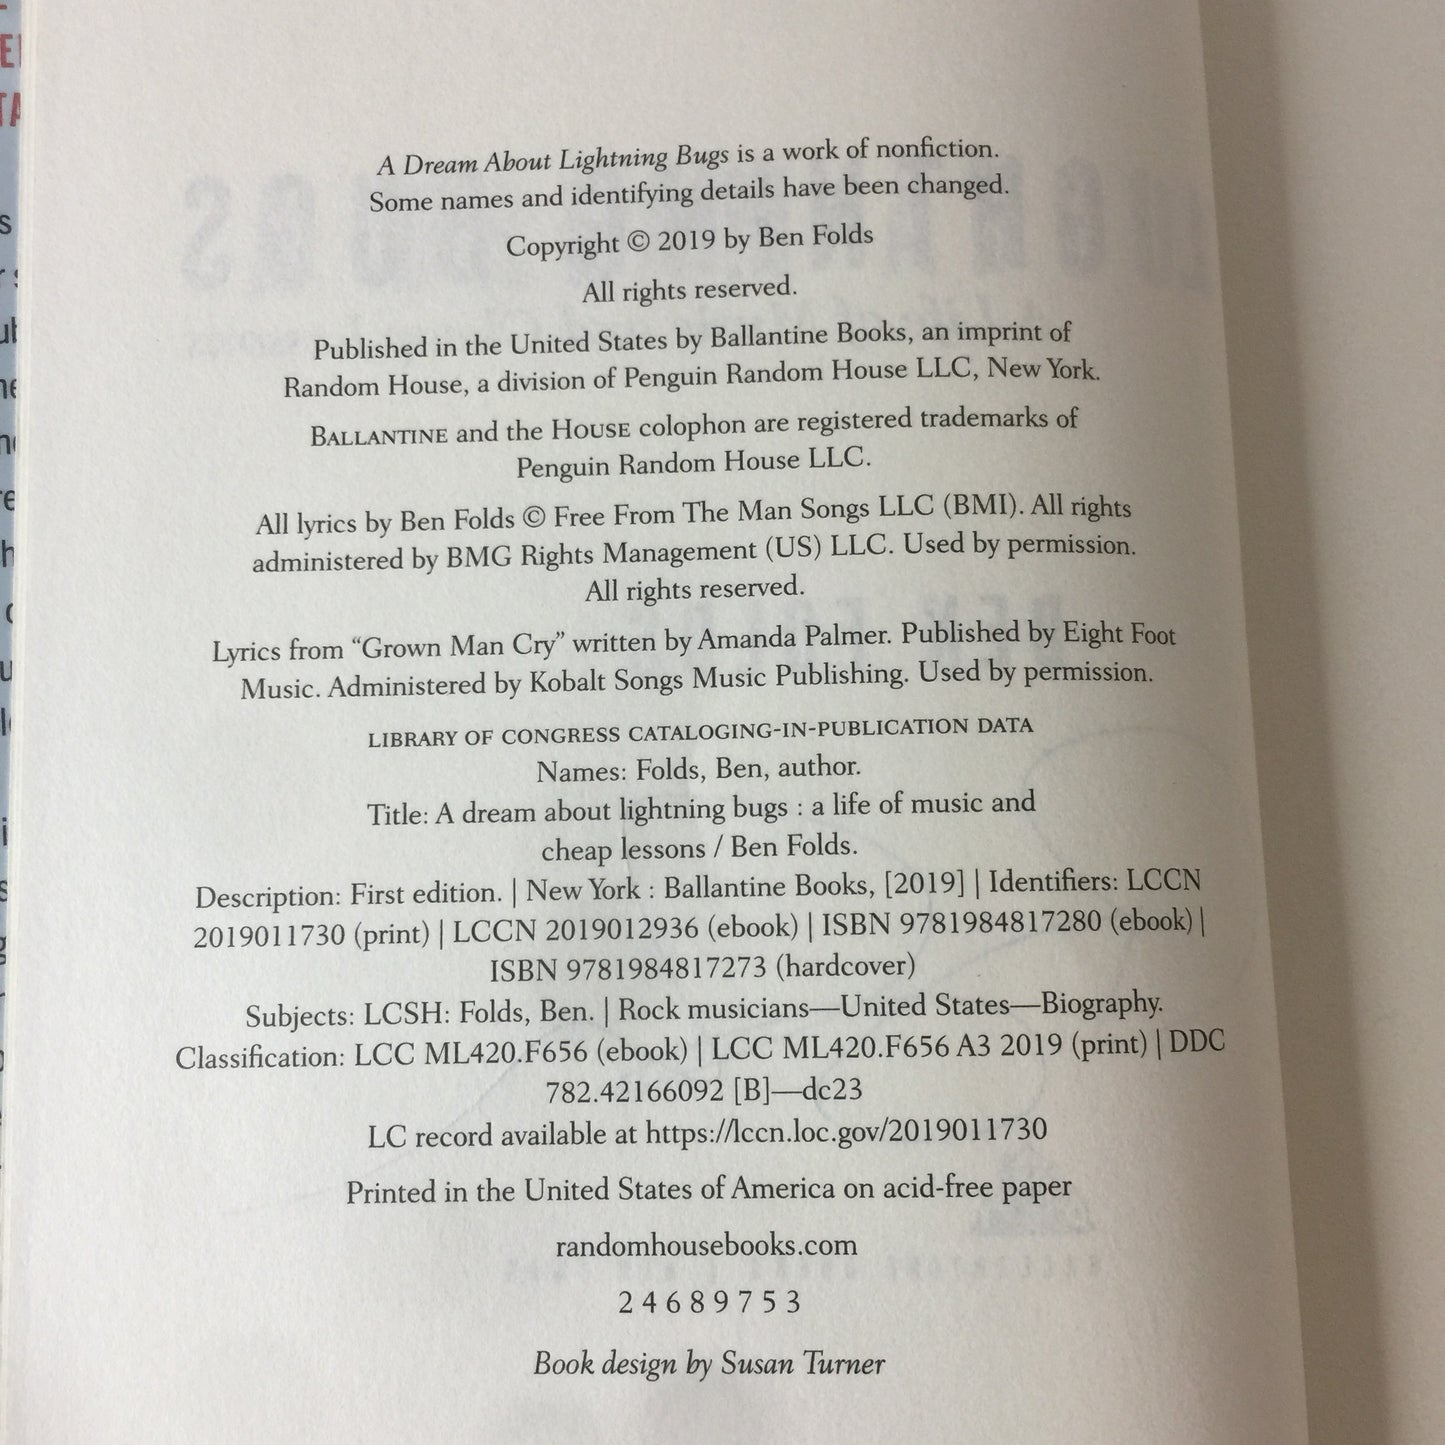 A Dream About Lightning Bugs is a work of nonfiction.
Some names and identifying details have been changed.
Copyright © 2019 by Ben Folds
All rights reserved.
Published in the United States by Ballantine Books, an imprint of
Random House, a division of Penguin Random House LLC, New York.
BALLANTINE and the HOUSE colophon are registered trademarks of
Penguin Random House LLC.
All lyrics by Ben Folds © Free From The Man Songs LLC (BMI). All rights
administered by BMG Rights Management (US) LLC. Used by permission.
All rights reserved.
Lyrics from “Grown Man Cry” written by Amanda Palmer. Published by Eight Foot
Music. Administered by Kobalt Songs Music Publishing. Used by permission.
LIBRARY OF CONGRESS CATALOGING-IN-PUBLICATION DATA
Names: Folds, Ben, author.
Title: A dream about lightning bugs : a life of music and
cheap lessons / Ben Folds.
Description: First edition. | New York : Ballantine Books, [2019] | Identifiers: LCCN
2019011730 (print) | LCCN 2019012936 (ebook) | ISBN 9781984817280 (ebook) |
ISBN 9781984817273 (hardcover)
Subjects: LCSH: Folds, Ben. | Rock musicians—United States—Biography.
Classification: LCC ML420.F656 (ebook) | LCC ML420.F656 A3 2019 (print) | DDC
782.42166092 [B]—dc23
LC record available at https://lccn.loc.gov/2019011730
Printed in the United States of America on acid-free paper
randomhousebooks.com
2 4 6 8 9 7 5 3
Book design by Susan Turner